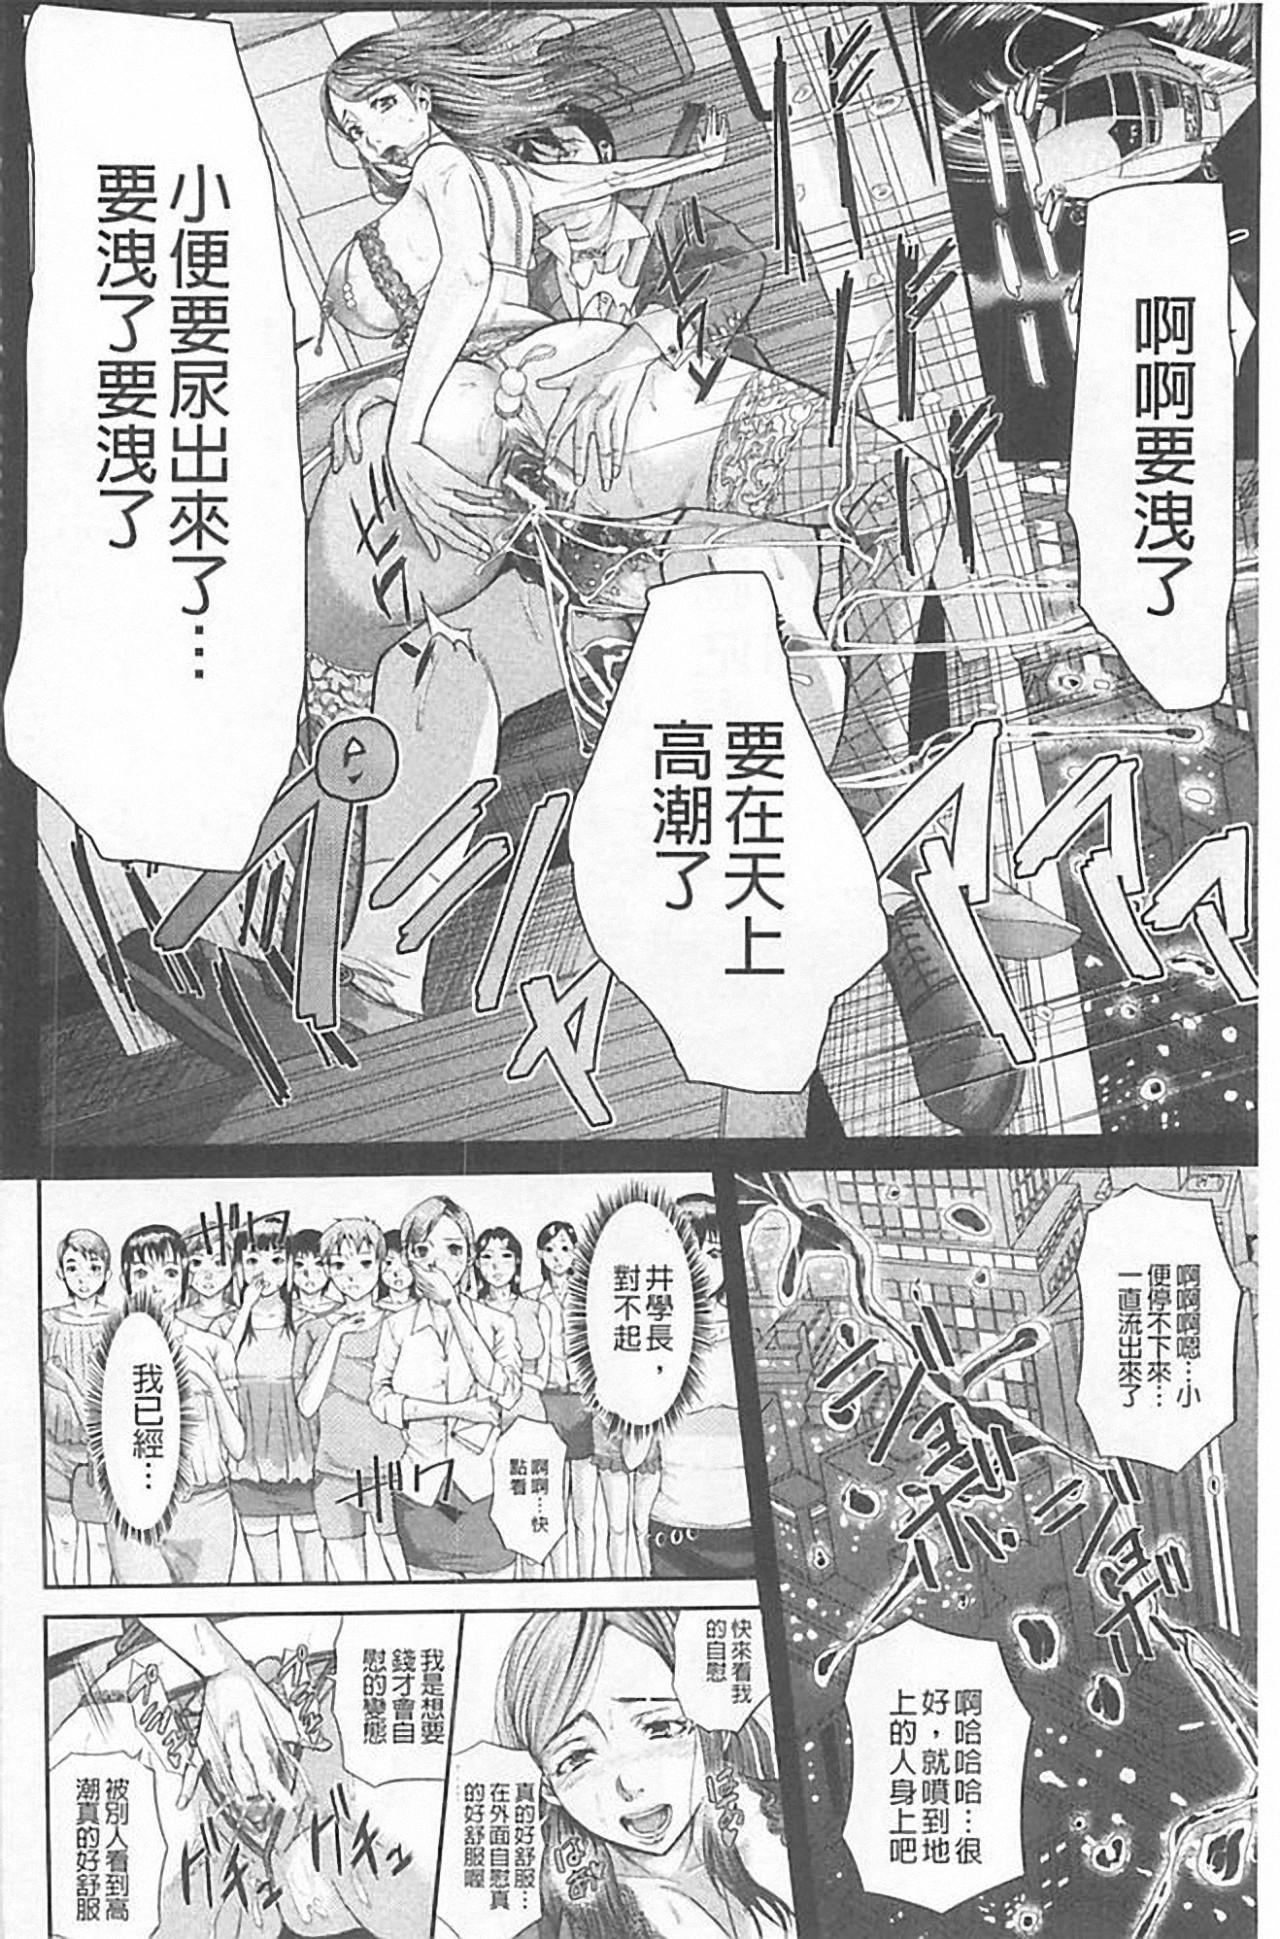 啊啊要洩了
小便要尿出來了…
要洩了要洩了
要在天上
高潮了
啊啊啊嗯…小
便停不下來…
一直流出來了
啊哈哈哈…很
好，就噴到地
上的人身上吧
井學長，
對不起
啊啊…快
點看
我已經…
快來看我
的自慰
真的好舒服…
在外面自慰真
的好舒服喔
我是想要
錢才會自
慰的變態
被別人看到高
潮真的好舒服